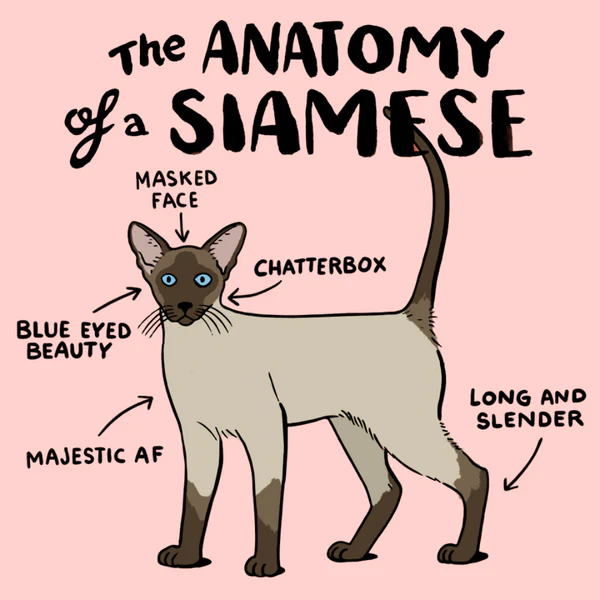 The ANATOMY
of a SIAMESE
MASKED
FACE
CHATTERBOX
BLUE EYED
BEAUTY
MAJESTIC AF
LONG AND
SLENDER